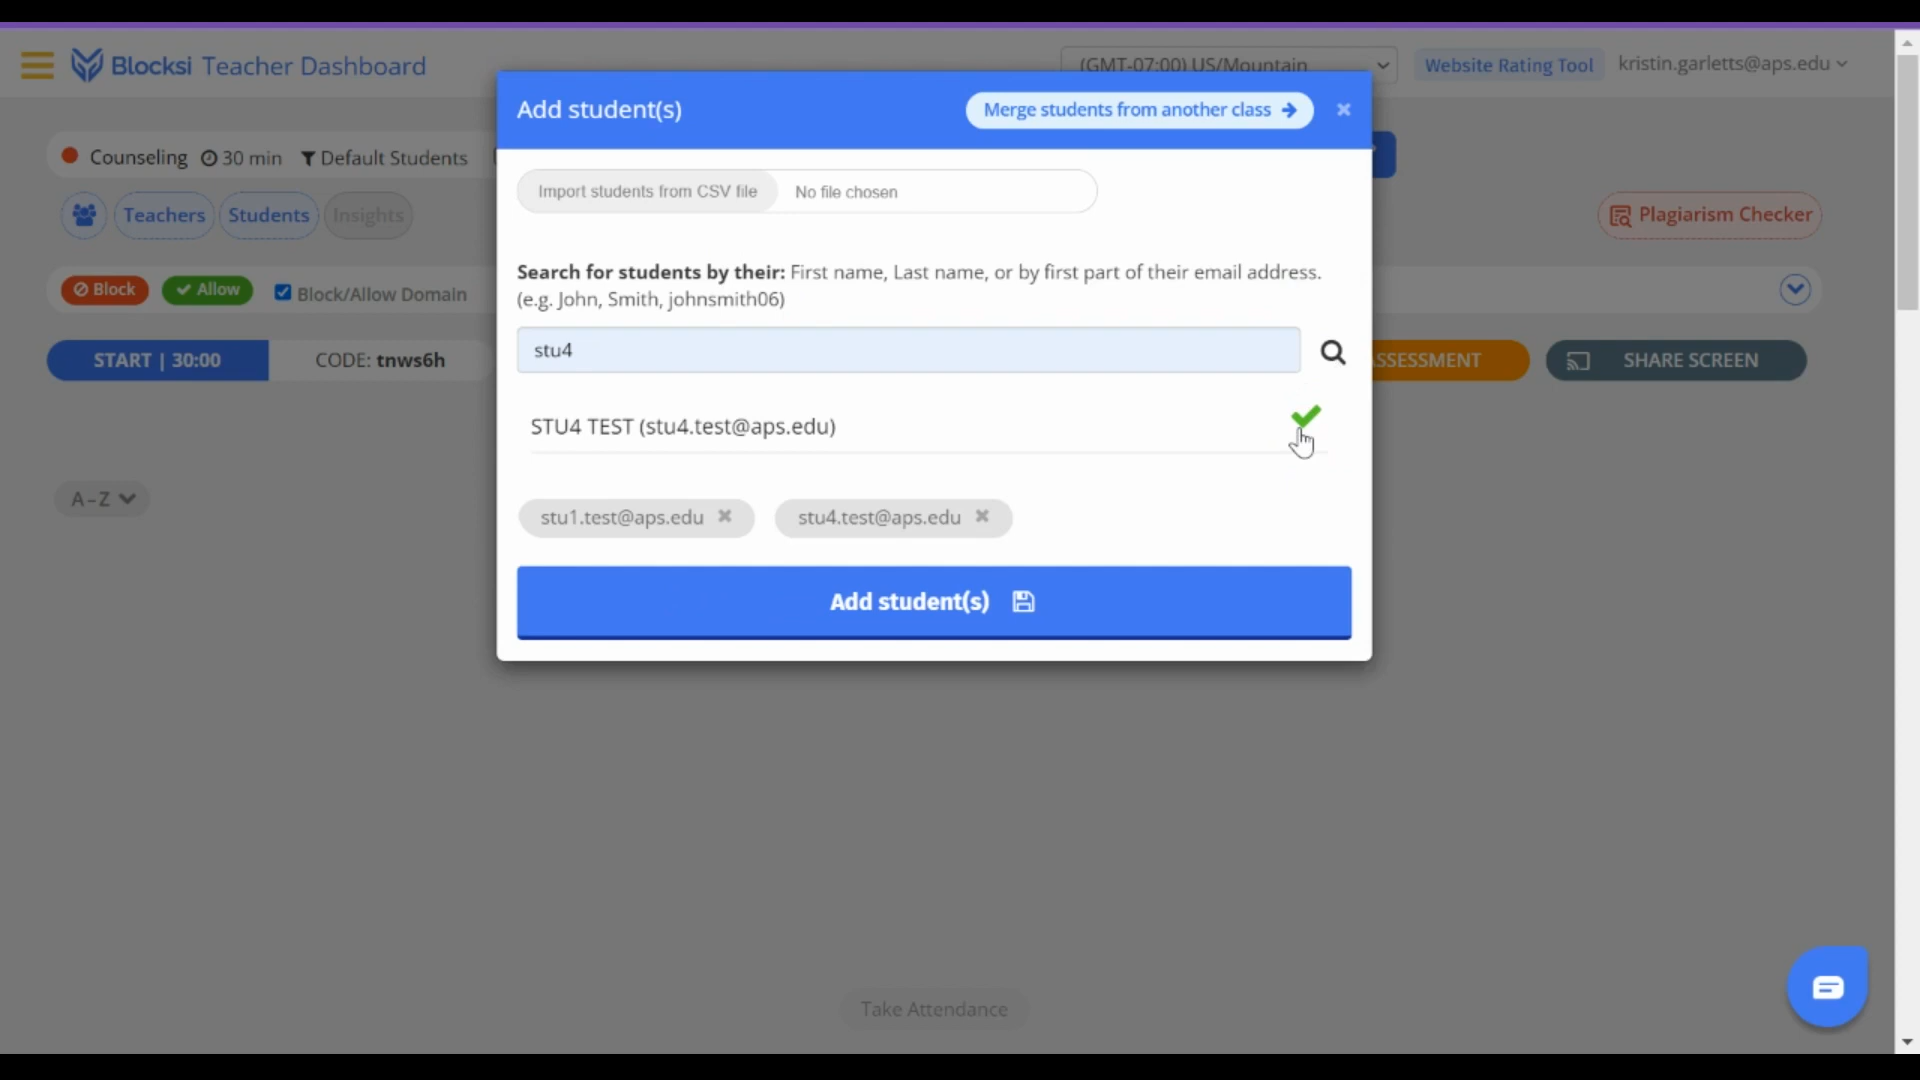 Blocksi Teacher Dashboard
(GMT-07:00) US/Mountain
Website Rating Tool
kristin.garletts@aps.edu
Add student(s)
Merge students from another class
Counseling 30 min Default Students
Import students from CSV file No file chosen
Teachers Students Insights
Plagiarism Checker
Search for students by their: First name, Last name, or by first part of their email address.
(e.g. John, Smith, johnsmith06)
Block Allow Block/Allow Domain
stu4
START | 30:00 CODE: tnws6h
SHARE SCREEN
STU4 TEST (stu4.test@aps.edu)
A–Z
stu1.test@aps.edu stu4.test@aps.edu
Add student(s)
Take Attendance